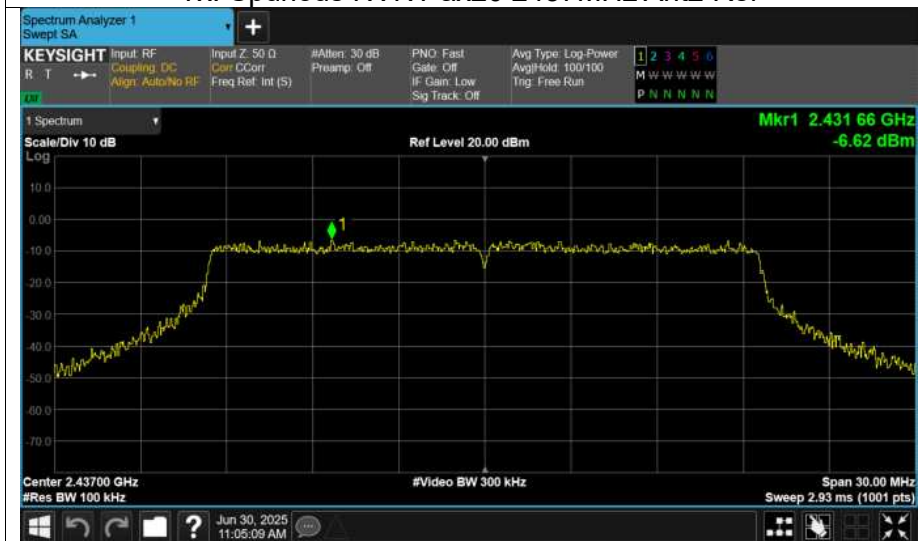 Spectrum Analyzer 1
Swept SA
+
KEYSIGHT
R T
Input: RF
Coupling: DC
Align: Auto/No RF
Input Z: 50 Ω
Corr CCorr
Freq Ref: Int (S)
#Atten: 30 dB
Preamp: Off
PNO: Fast
Gate: Off
IF Gain: Low
Sig Track: Off
Avg Type: Log-Power
Avg|Hold: 100/100
Trig: Free Run
1 2 3 4 5 6
M W W W W W
P N N N N N
1 Spectrum
Scale/Div 10 dB
Ref Level 20.00 dBm
Mkr1 2.431 66 GHz
-6.62 dBm
Log
10.0
0.00
-10.0
-20.0
-30.0
-40.0
-50.0
-60.0
-70.0
1
Center 2.43700 GHz
#Res BW 100 kHz
#Video BW 300 kHz
Span 30.00 MHz
Sweep 2.93 ms (1001 pts)
?
Jun 30, 2025
11:05:09 AM